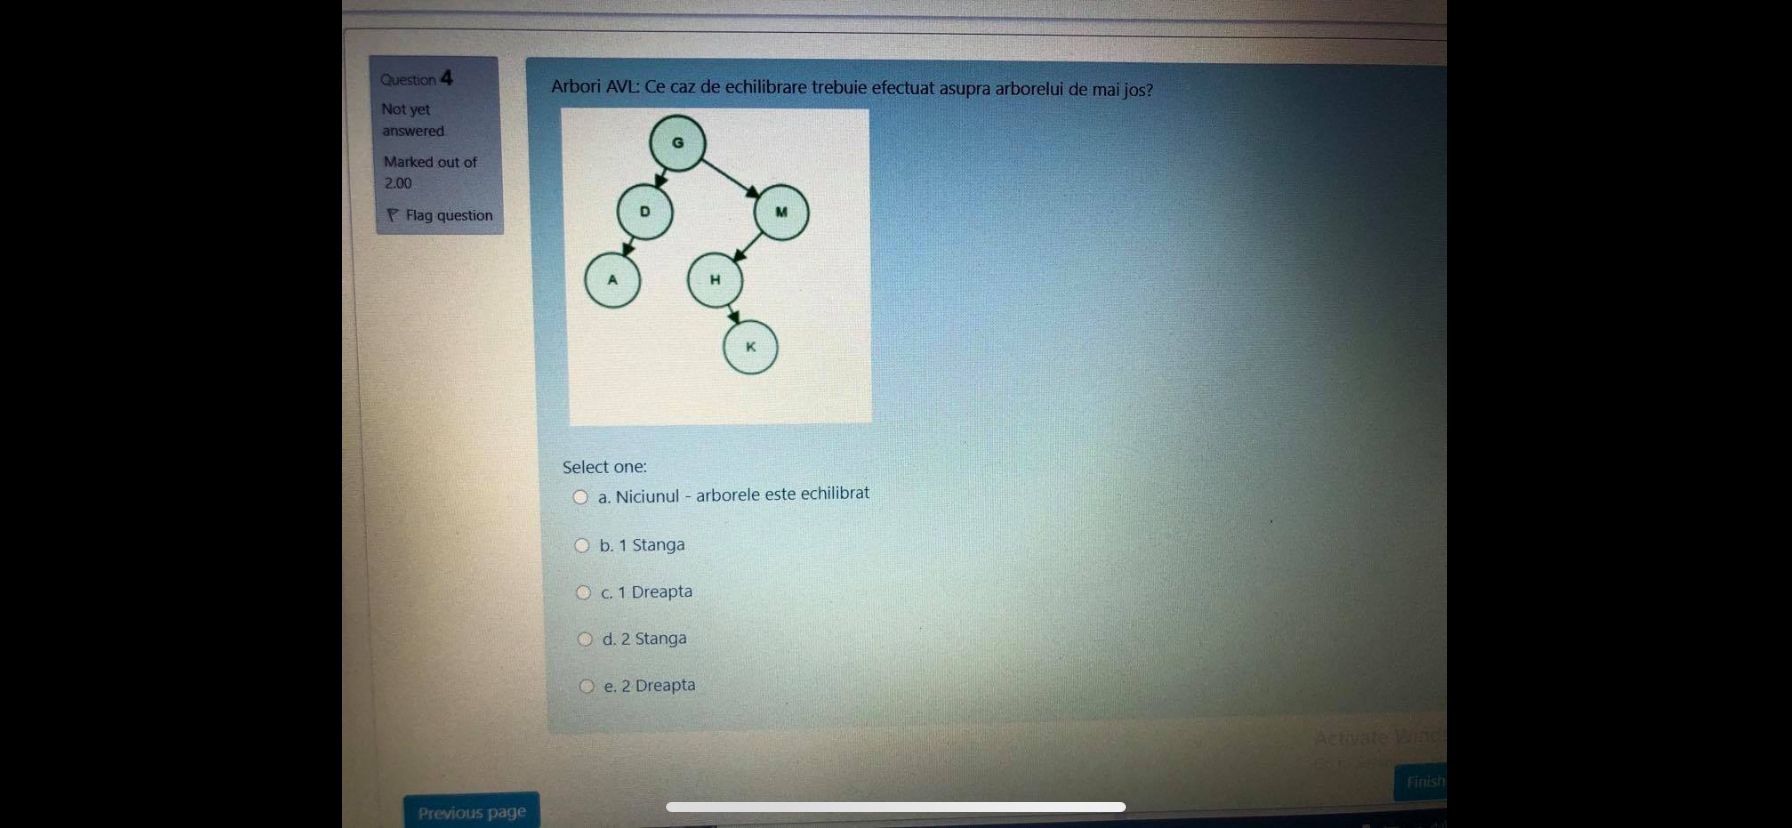 Question 4
Not yet
answered
Marked out of
2.00
Flag question
Arbori AVL: Ce caz de echilibrare trebuie efectuat asupra arborelui de mai jos?
G
D
M
A
H
K
Select one:
a. Niciunul - arborele este echilibrat
b. 1 Stanga
c. 1 Dreapta
d. 2 Stanga
e. 2 Dreapta
Activate
Previous page
Finish